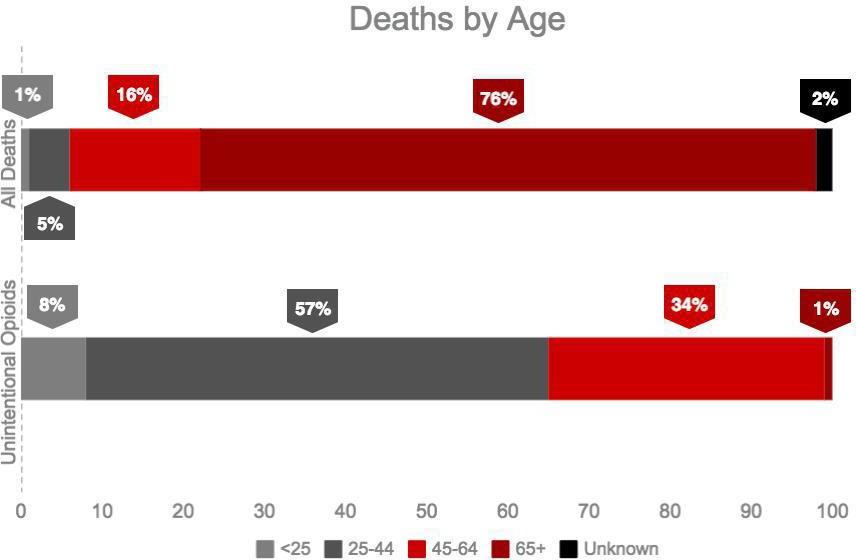 Deaths by Age
1%
16%
76%
2%
All Deaths
5%
8%
57%
34%
1%
Unintentional Opioids
0 10 20 30 40 50 60 70 80 90 100
<25 25-44 45-64 65+ Unknown